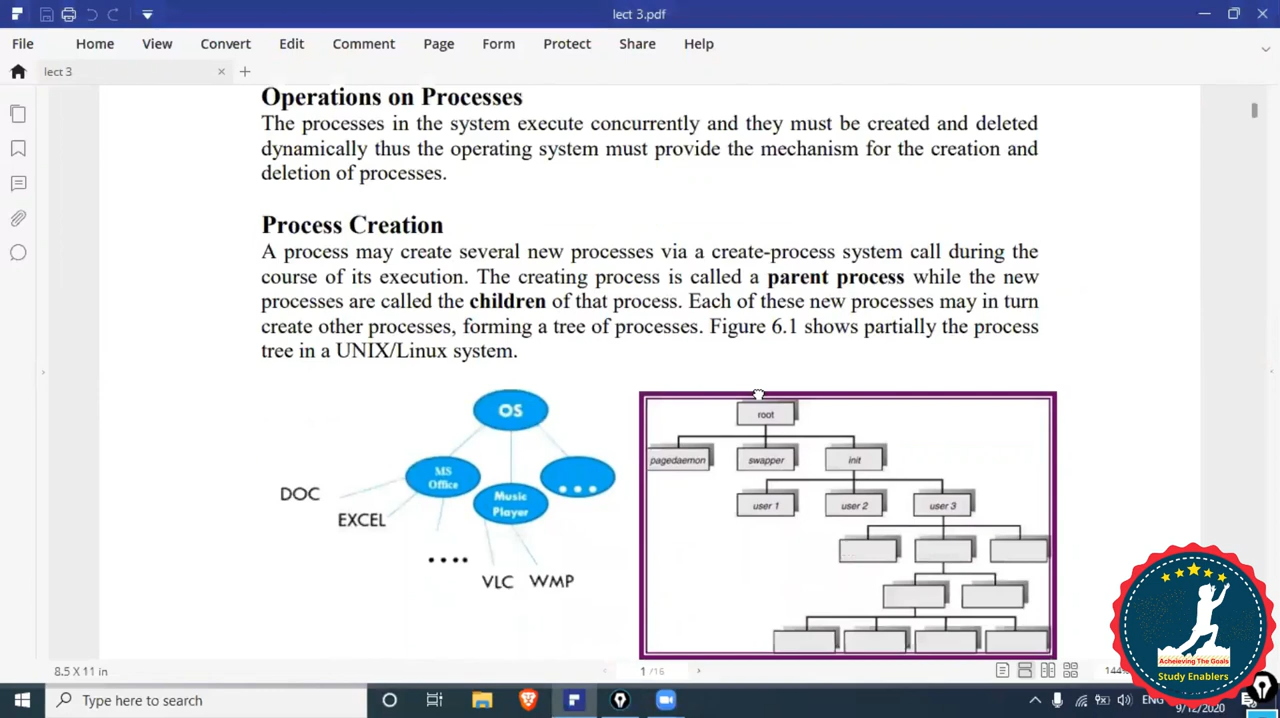 lect 3.pdf
File Home View Convert Edit Comment Page Form Protect Share Help
lect 3
Operations on Processes
The processes in the system execute concurrently and they must be created and deleted
dynamically thus the operating system must provide the mechanism for the creation and
deletion of processes.
Process Creation
A process may create several new processes via a create-process system call during the
course of its execution. The creating process is called a parent process while the new
processes are called the children of that process. Each of these new processes may in turn
create other processes, forming a tree of processes. Figure 6.1 shows partially the process
tree in a UNIX/Linux system.
OS
MS
Office
Music
Player
DOC
EXCEL
VLC WMP
root
pagedaemon swapper init
user 1 user 2 user 3
8.5 X 11 in
1 /16
Acheieving The Goals
Study Enablers
Type here to search
9/12/2020